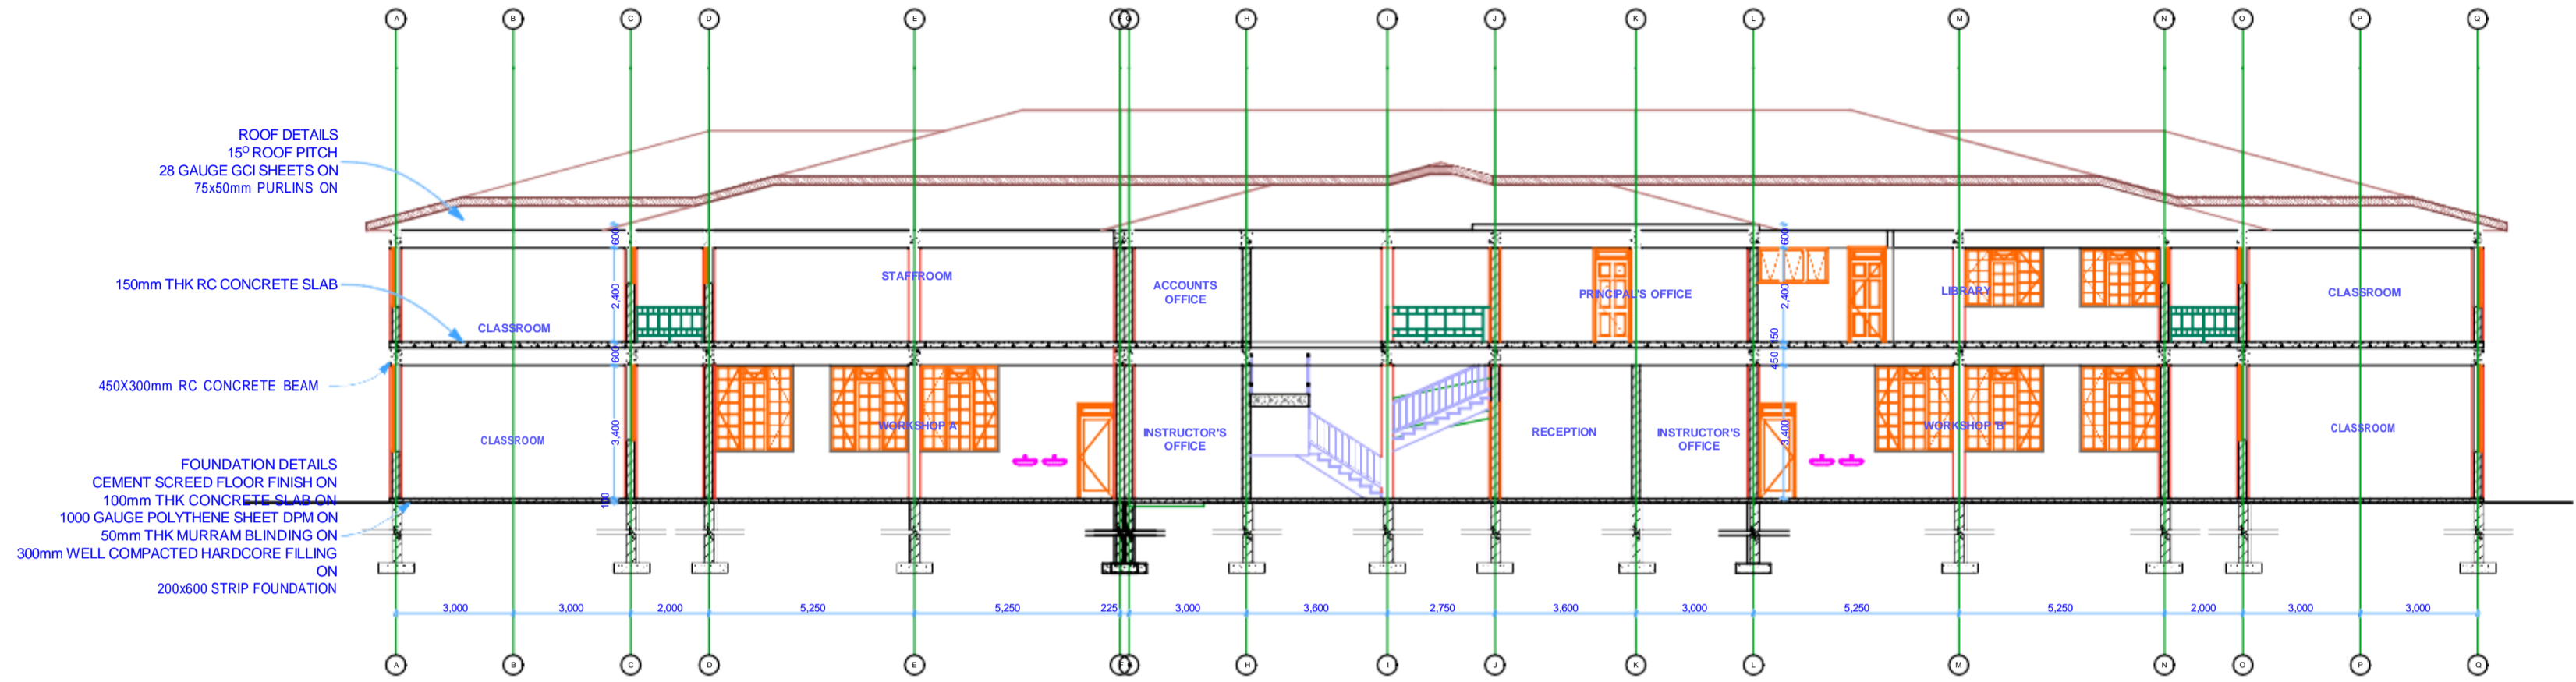 A B C D E F G H I J K L M N O P Q
ROOF DETAILS
15O ROOF PITCH
28 GAUGE GCI SHEETS ON
75x50mm PURLINS ON
150mm THK RC CONCRETE SLAB
450X300mm RC CONCRETE BEAM
FOUNDATION DETAILS
CEMENT SCREED FLOOR FINISH ON
100mm THK CONCRETE SLAB ON
1000 GAUGE POLYTHENE SHEET DPM ON
50mm THK MURRAM BLINDING ON
300mm WELL COMPACTED HARDCORE FILLING
ON
200x600 STRIP FOUNDATION
600
2,400
600
3,400
CLASSROOM
STAFFROOM
ACCOUNTS
OFFICE
PRINCIPAL'S OFFICE
600
2,400
450
3,400
LIBRARY
CLASSROOM
CLASSROOM
WORKSHOP A
INSTRUCTOR'S
OFFICE
RECEPTION
INSTRUCTOR'S
OFFICE
WORKSHOP 'B'
CLASSROOM
3,000 3,000 2,000 5,250 5,250 225 3,000 3,600 2,750 3,600 3,000 5,250 5,250 2,000 3,000 3,000
A B C D E F H I J K L M N O P Q